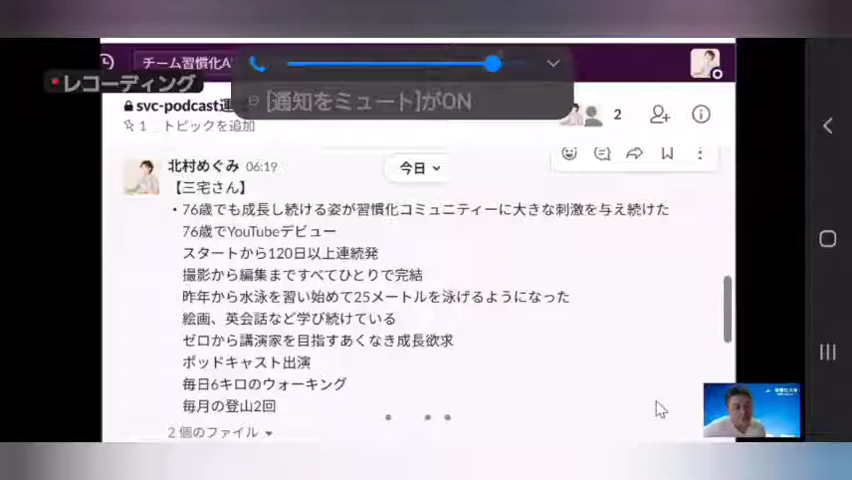 チーム習慣化A
レコーディング
[通知をミュート]がON
svc-podcast連
2
1 トピックを追加
北村めぐみ 06:19
今日
【三宅さん】
・76歳でも成長し続ける姿が習慣化コミュニティーに大きな刺激を与え続けた
76歳でYouTubeデビュー
スタートから120日以上連続発
撮影から編集まですべてひとりで完結
昨年から水泳を習い始めて25メートルを泳げるようになった
絵画、英会話など学び続けている
ゼロから講演家を目指すあくなき成長欲求
ポッドキャスト出演
毎日6キロのウォーキング
毎月の登山2回
2 個のファイル